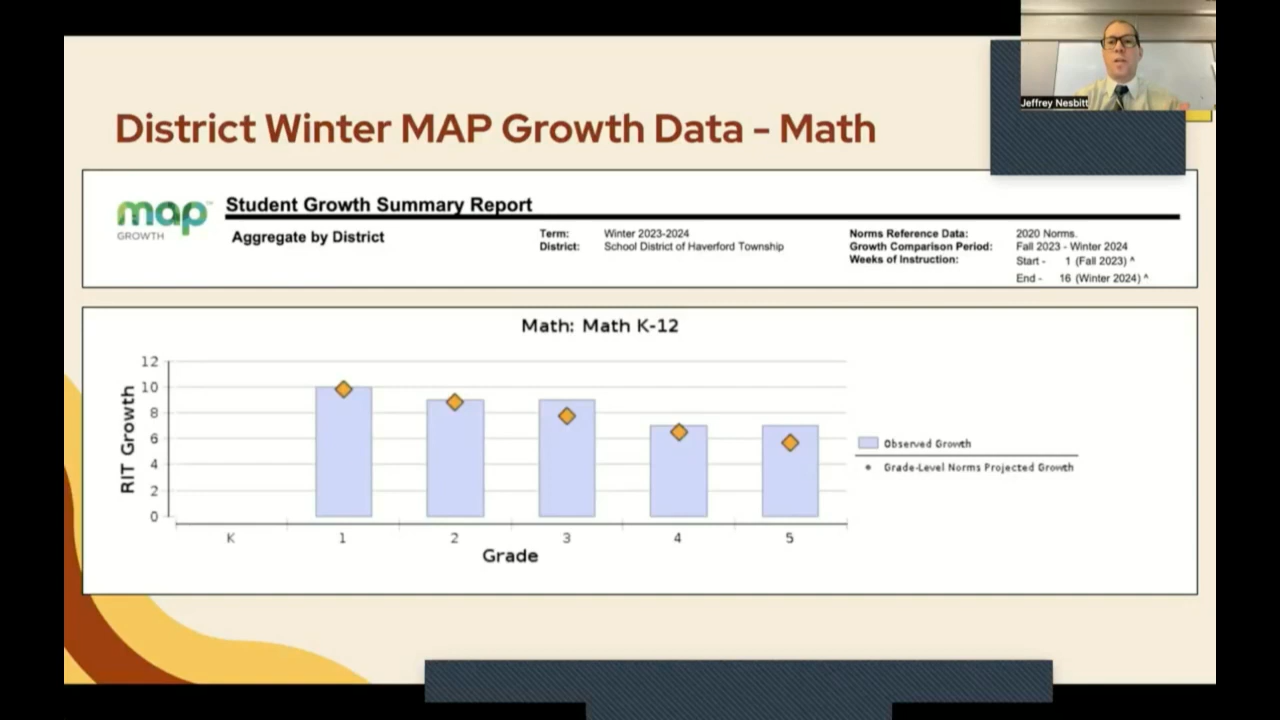 Jeffrey Nesbitt
District Winter MAP Growth Data - Math
map
GROWTH
Student Growth Summary Report
Aggregate by District
Term: Winter 2023-2024
District: School District of Haverford Township
Norms Reference Data: 2020 Norms.
Growth Comparison Period: Fall 2023 - Winter 2024
Weeks of Instruction: Start - 1 (Fall 2023) ^
End - 16 (Winter 2024) ^
Math: Math K-12
RIT Growth
12
10
8
6
4
2
0
K 1 2 3 4 5
Grade
Observed Growth
Grade-Level Norms Projected Growth